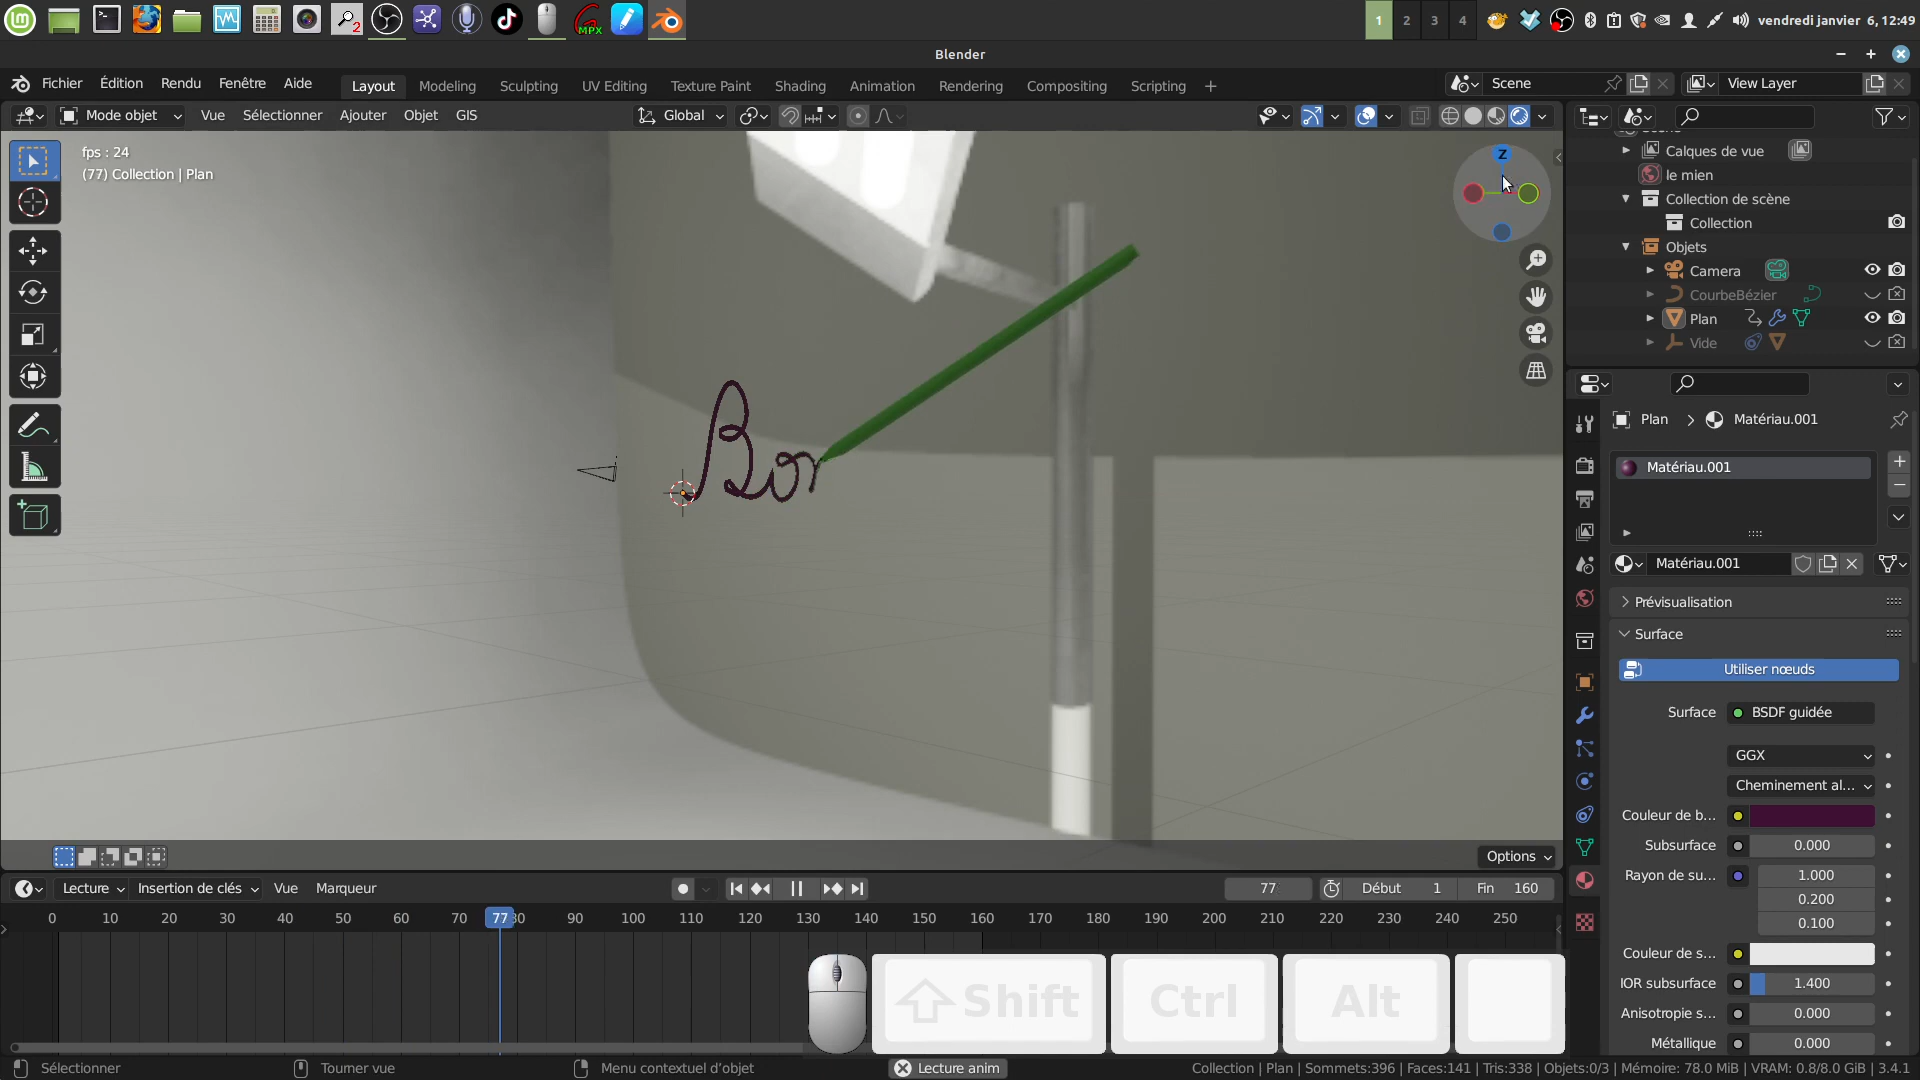 2
MPX
1 2 3 4
vendredi janvier 6, 12:49
Blender
Fichier Édition Rendu Fenêtre Aide
Layout Modeling Sculpting UV Editing Texture Paint Shading Animation Rendering Compositing Scripting +
Scene
View Layer
Mode objet Vue Sélectionner Ajouter Objet GIS
Global
fps : 24
(77) Collection | Plan
Z
Calques de vue
le mien
Collection de scène
Collection
Objets
Camera
CourbeBézier
Plan
Vide
Bon
Plan > Matériau.001
Matériau.001
Matériau.001
Prévisualisation
Surface
Utiliser nœuds
Surface BSDF guidée
GGX
Cheminement al...
Couleur de b...
Subsurface 0.000
Rayon de su... 1.000
0.200
0.100
Couleur de s...
IOR subsurface 1.400
Anisotropie s... 0.000
Métallique 0.000
Options
Lecture Insertion de clés Vue Marqueur
77
Début 1 Fin 160
0 10 20 30 40 50 60 70 77 80 90 100 110 120 130 140 150 160 170 180 190 200 210 220 230 240 250
Shift Ctrl Alt
Sélectionner Tourner vue Menu contextuel d'objet Lecture anim
Collection | Plan | Sommets:396 | Faces:141 | Tris:338 | Objets:0/3 | Mémoire: 78.0 MiB | VRAM: 0.8/8.0 GiB | 3.4.1